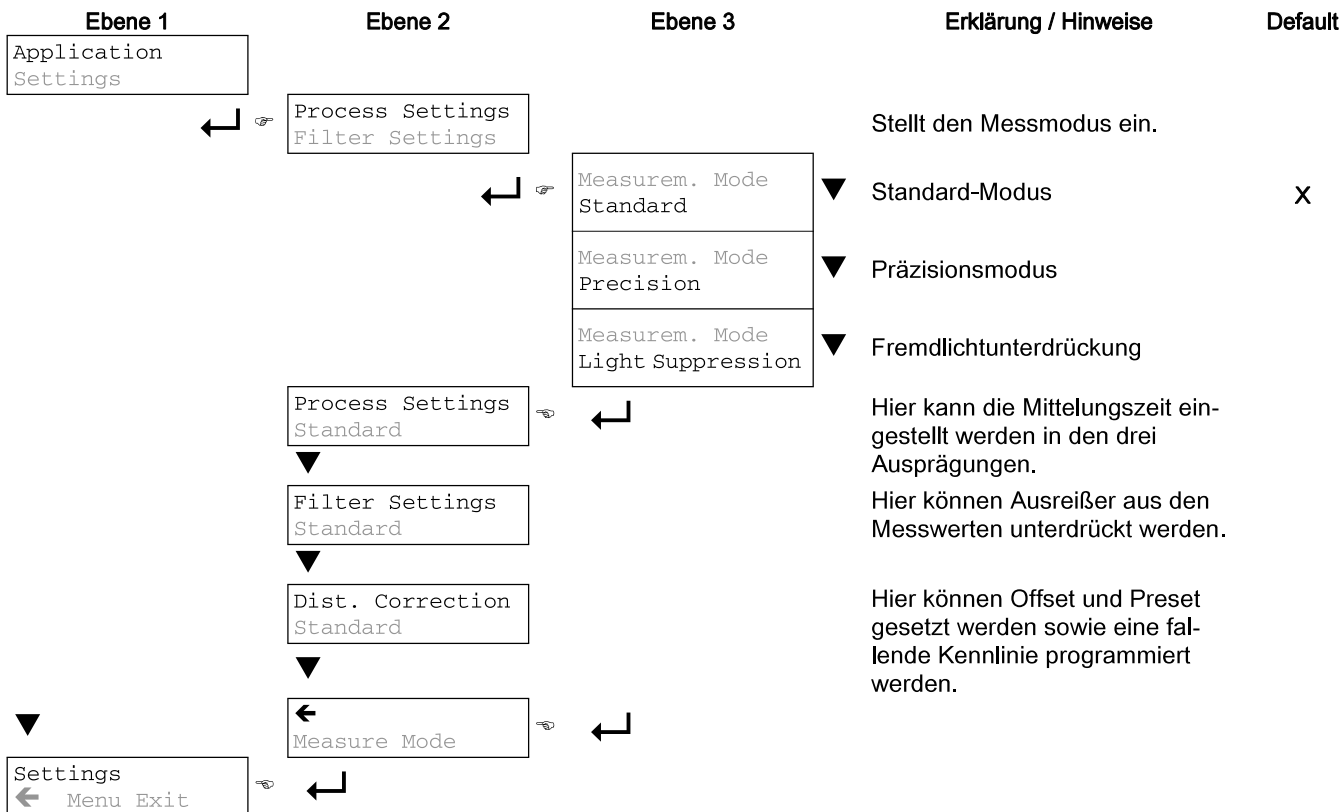 Ebene 1 Ebene 2 Ebene 3 Erklärung / Hinweise Default
Application
Settings
Process Settings
Filter Settings
Stellt den Messmodus ein.
Measurem. Mode
Standard
Standard-Modus
X
Measurem. Mode
Precision
Präzisionsmodus
Measurem. Mode
Light Suppression
Fremdlichtunterdrückung
Process Settings
Standard
Hier kann die Mittelungszeit ein-
gestellt werden in den drei
Ausprägungen.
Filter Settings
Standard
Hier können Ausreißer aus den
Messwerten unterdrückt werden.
Dist. Correction
Standard
Hier können Offset und Preset
gesetzt werden sowie eine fal-
lende Kennlinie programmiert
werden.
←
Measure Mode
Settings
← Menu Exit